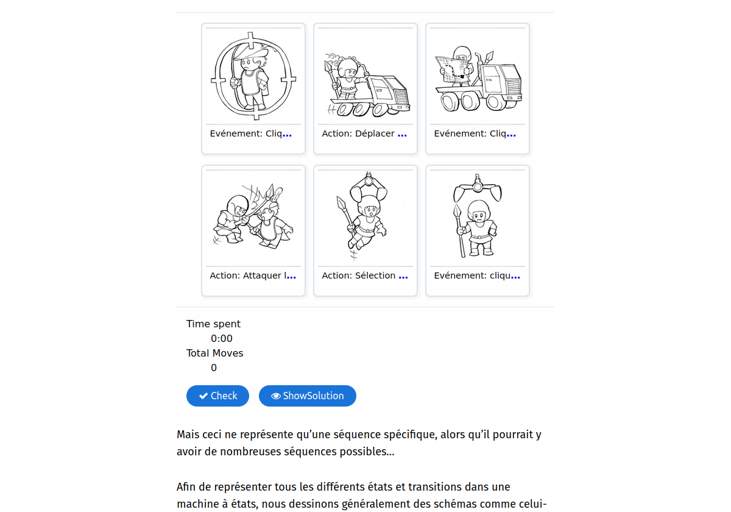 Evénement: Cliq...
Action: Déplacer ...
Evénement: Cliq...
Action: Attaquer l...
Action: Sélection ...
Evénement: cliqu...
Time spent
0:00
Total Moves
0
Check
ShowSolution
Mais ceci ne représente qu’une séquence spécifique, alors qu’il pourrait y
avoir de nombreuses séquences possibles...
Afin de représenter tous les différents états et transitions dans une
machine à états, nous dessinons généralement des schémas comme celui-